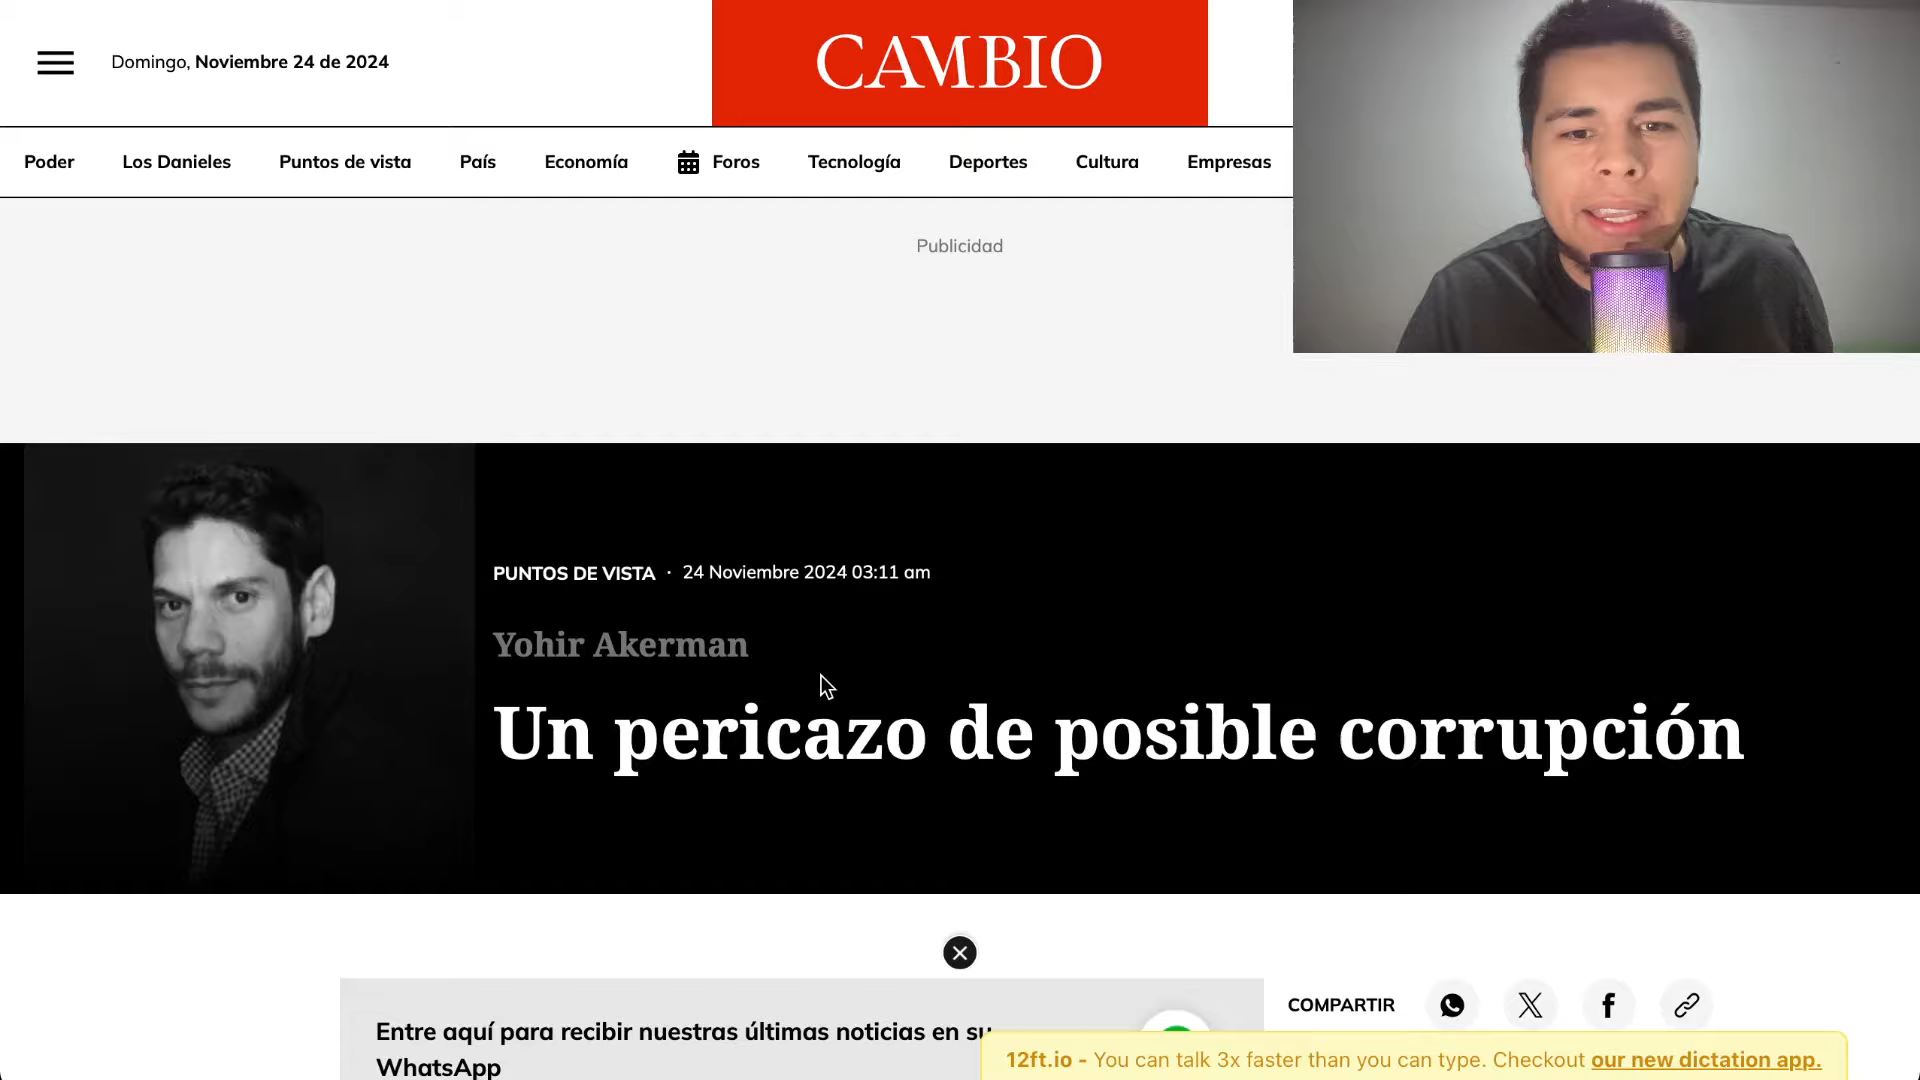 Domingo, Noviembre 24 de 2024
CAMBIO
Poder Los Danieles Puntos de vista País Economía Foros Tecnología Deportes Cultura Empresas
Publicidad
PUNTOS DE VISTA · 24 Noviembre 2024 03:11 am
Yohir Akerman
Un pericazo de posible corrupción
COMPARTIR
Entre aquí para recibir nuestras últimas noticias en su
WhatsApp
12ft.io - You can talk 3x faster than you can type. Checkout our new dictation app.